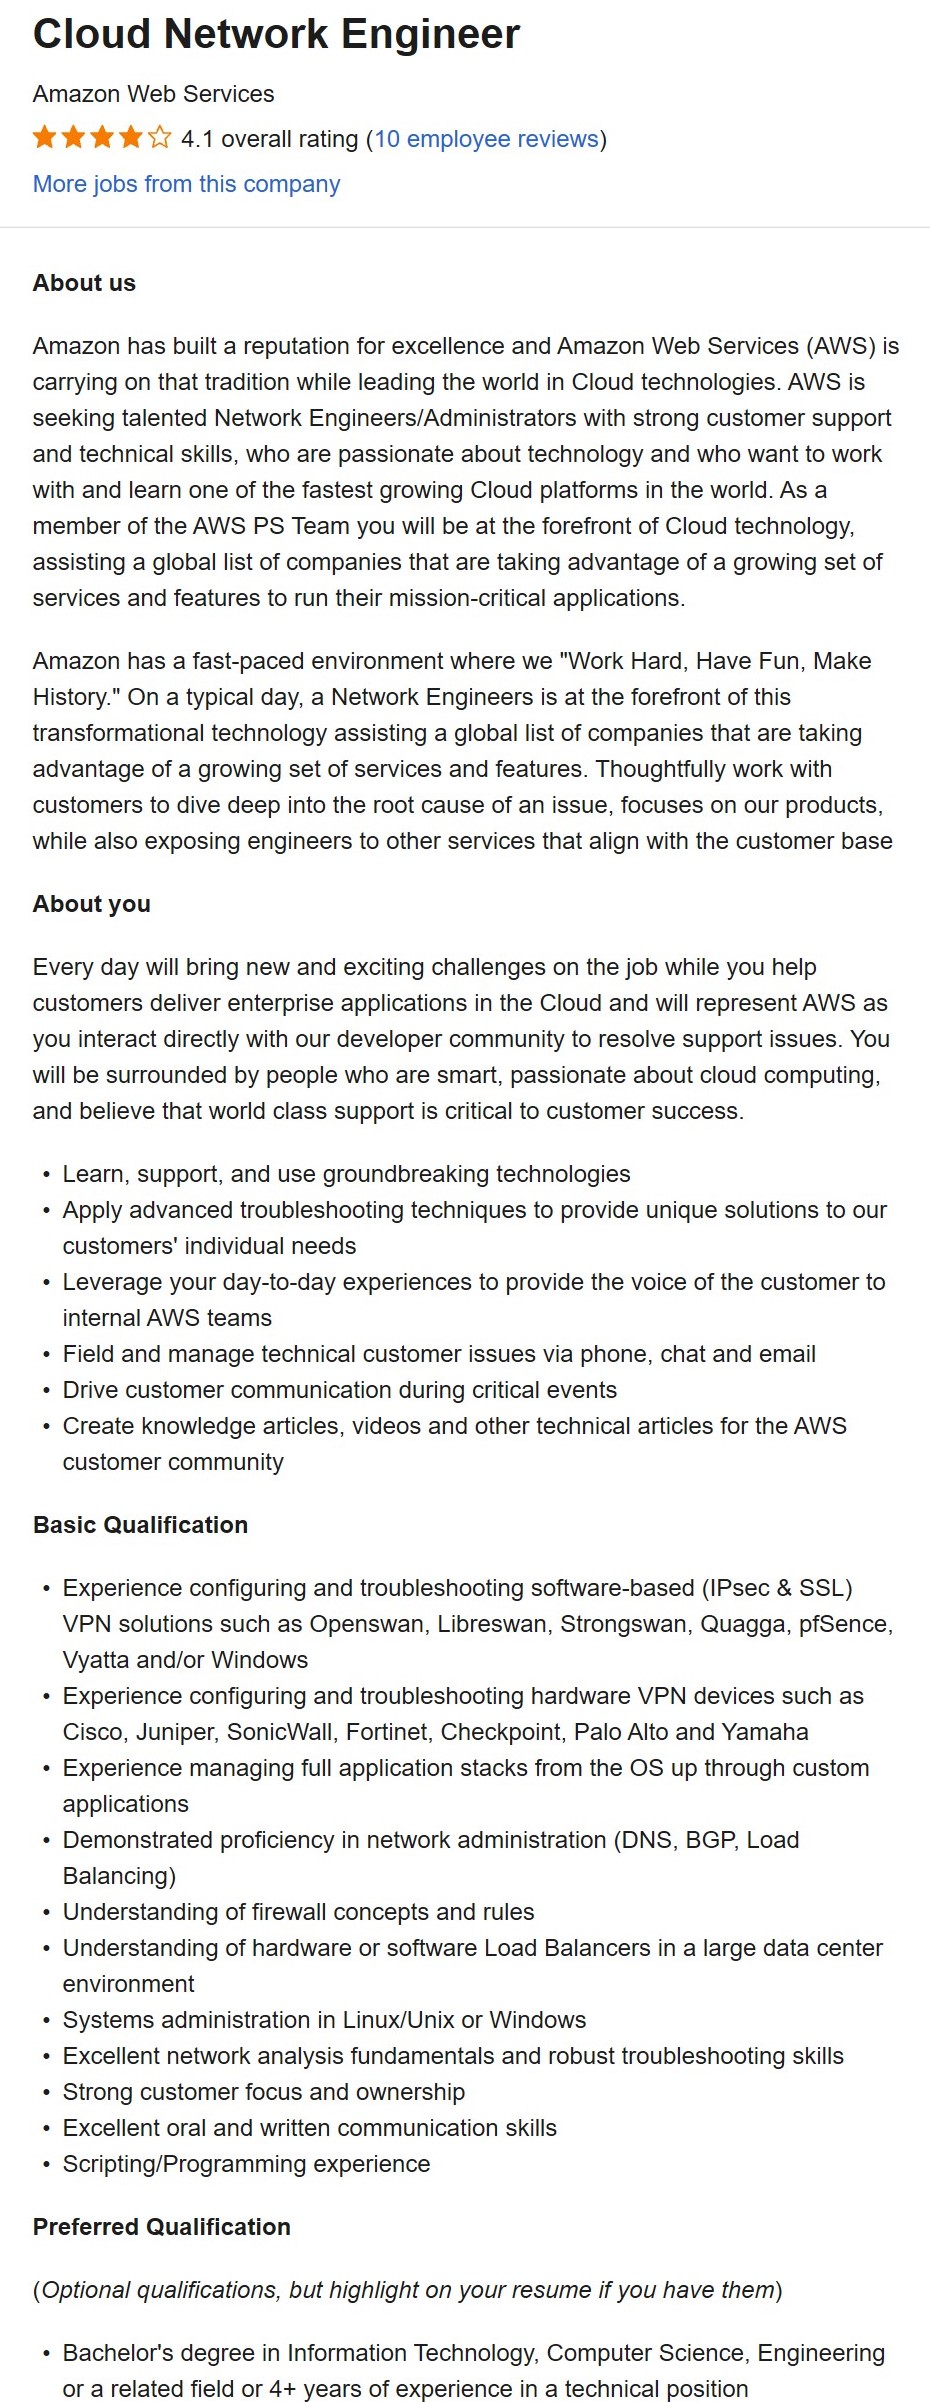 Cloud Network Engineer
Amazon Web Services
4.1 overall rating (10 employee reviews)
More jobs from this company
About us
Amazon has built a reputation for excellence and Amazon Web Services (AWS) is
carrying on that tradition while leading the world in Cloud technologies. AWS is
seeking talented Network Engineers/Administrators with strong customer support
and technical skills, who are passionate about technology and who want to work
with and learn one of the fastest growing Cloud platforms in the world. As a
member of the AWS PS Team you will be at the forefront of Cloud technology,
assisting a global list of companies that are taking advantage of a growing set of
services and features to run their mission-critical applications.
Amazon has a fast-paced environment where we "Work Hard, Have Fun, Make
History." On a typical day, a Network Engineers is at the forefront of this
transformational technology assisting a global list of companies that are taking
advantage of a growing set of services and features. Thoughtfully work with
customers to dive deep into the root cause of an issue, focuses on our products,
while also exposing engineers to other services that align with the customer base
About you
Every day will bring new and exciting challenges on the job while you help
customers deliver enterprise applications in the Cloud and will represent AWS as
you interact directly with our developer community to resolve support issues. You
will be surrounded by people who are smart, passionate about cloud computing,
and believe that world class support is critical to customer success.
• Learn, support, and use groundbreaking technologies
• Apply advanced troubleshooting techniques to provide unique solutions to our
customers' individual needs
• Leverage your day-to-day experiences to provide the voice of the customer to
internal AWS teams
• Field and manage technical customer issues via phone, chat and email
• Drive customer communication during critical events
• Create knowledge articles, videos and other technical articles for the AWS
customer community
Basic Qualification
• Experience configuring and troubleshooting software-based (IPsec & SSL)
VPN solutions such as Openswan, Libreswan, Strongswan, Quagga, pfSence,
Vyatta and/or Windows
• Experience configuring and troubleshooting hardware VPN devices such as
Cisco, Juniper, SonicWall, Fortinet, Checkpoint, Palo Alto and Yamaha
• Experience managing full application stacks from the OS up through custom
applications
• Demonstrated proficiency in network administration (DNS, BGP, Load
Balancing)
• Understanding of firewall concepts and rules
• Understanding of hardware or software Load Balancers in a large data center
environment
• Systems administration in Linux/Unix or Windows
• Excellent network analysis fundamentals and robust troubleshooting skills
• Strong customer focus and ownership
• Excellent oral and written communication skills
• Scripting/Programming experience
Preferred Qualification
(Optional qualifications, but highlight on your resume if you have them)
• Bachelor's degree in Information Technology, Computer Science, Engineering
or a related field or 4+ years of experience in a technical position